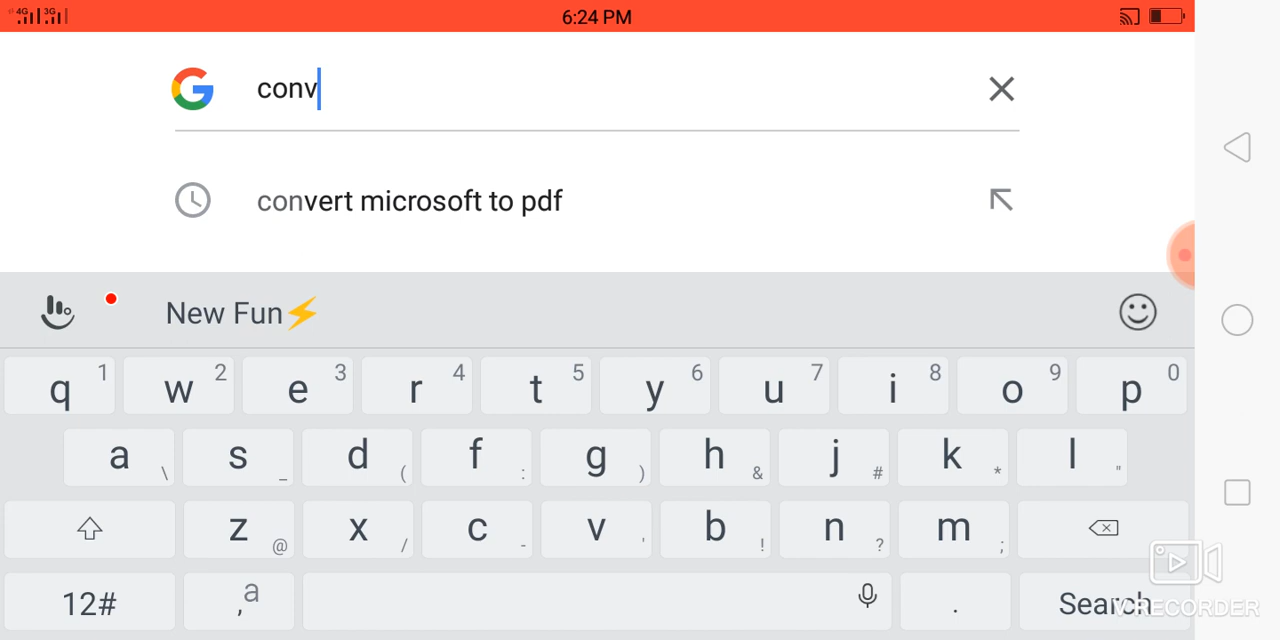 4G 3G 6:24 PM
conv
convert microsoft to pdf
New Fun⚡
q 1 w 2 e 3 r 4 t 5 y 6 u 7 i 8 o 9 p 0
a \ s _ d ( f : g ) h & j # k * l "
z @ x / c - v ' b ! n ? m ;
12# , a . Search
V RECORDER